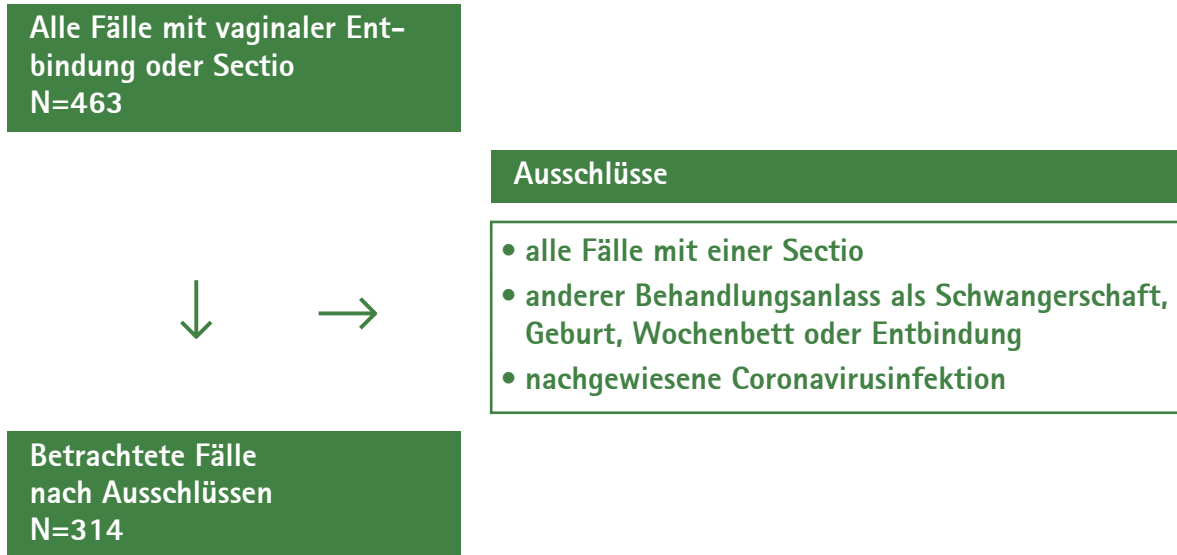 Alle Fälle mit vaginaler Ent-
bindung oder Sectio
N=463
Ausschlüsse
• alle Fälle mit einer Sectio
• anderer Behandlungsanlass als Schwangerschaft,
Geburt, Wochenbett oder Entbindung
• nachgewiesene Coronavirusinfektion
Betrachtete Fälle
nach Ausschlüssen
N=314